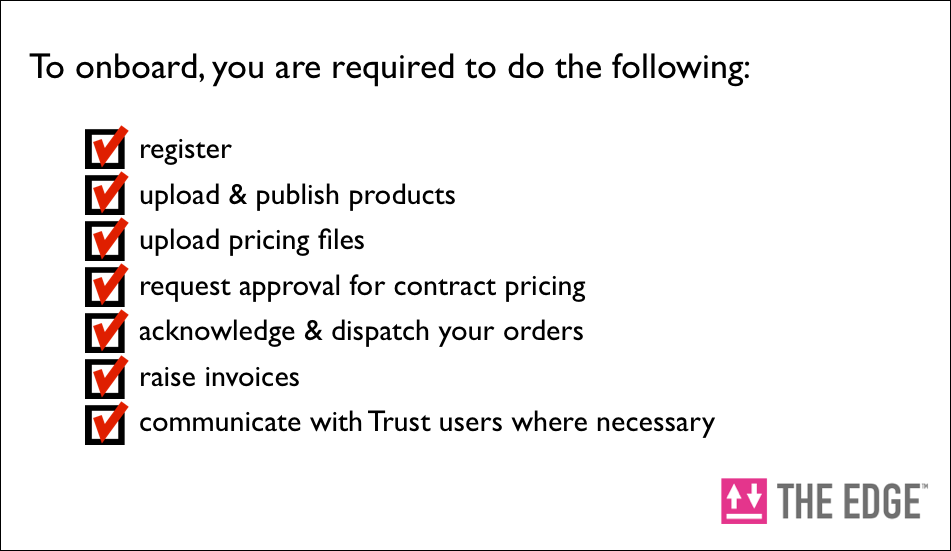 To onboard, you are required to do the following:
register
upload & publish products
upload pricing files
request approval for contract pricing
acknowledge & dispatch your orders
raise invoices
communicate with Trust users where necessary
THE EDGE™